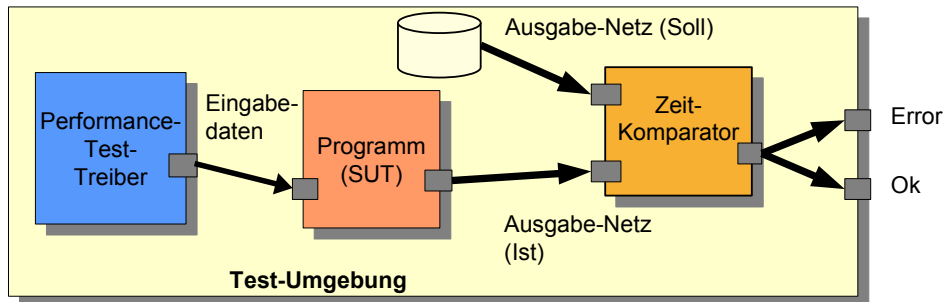 Ausgabe-Netz (Soll)
Performance-
Test-
Treiber
Eingabe-
daten
Programm
(SUT)
Zeit-
Komparator
Error
Ok
Ausgabe-Netz
(Ist)
Test-Umgebung